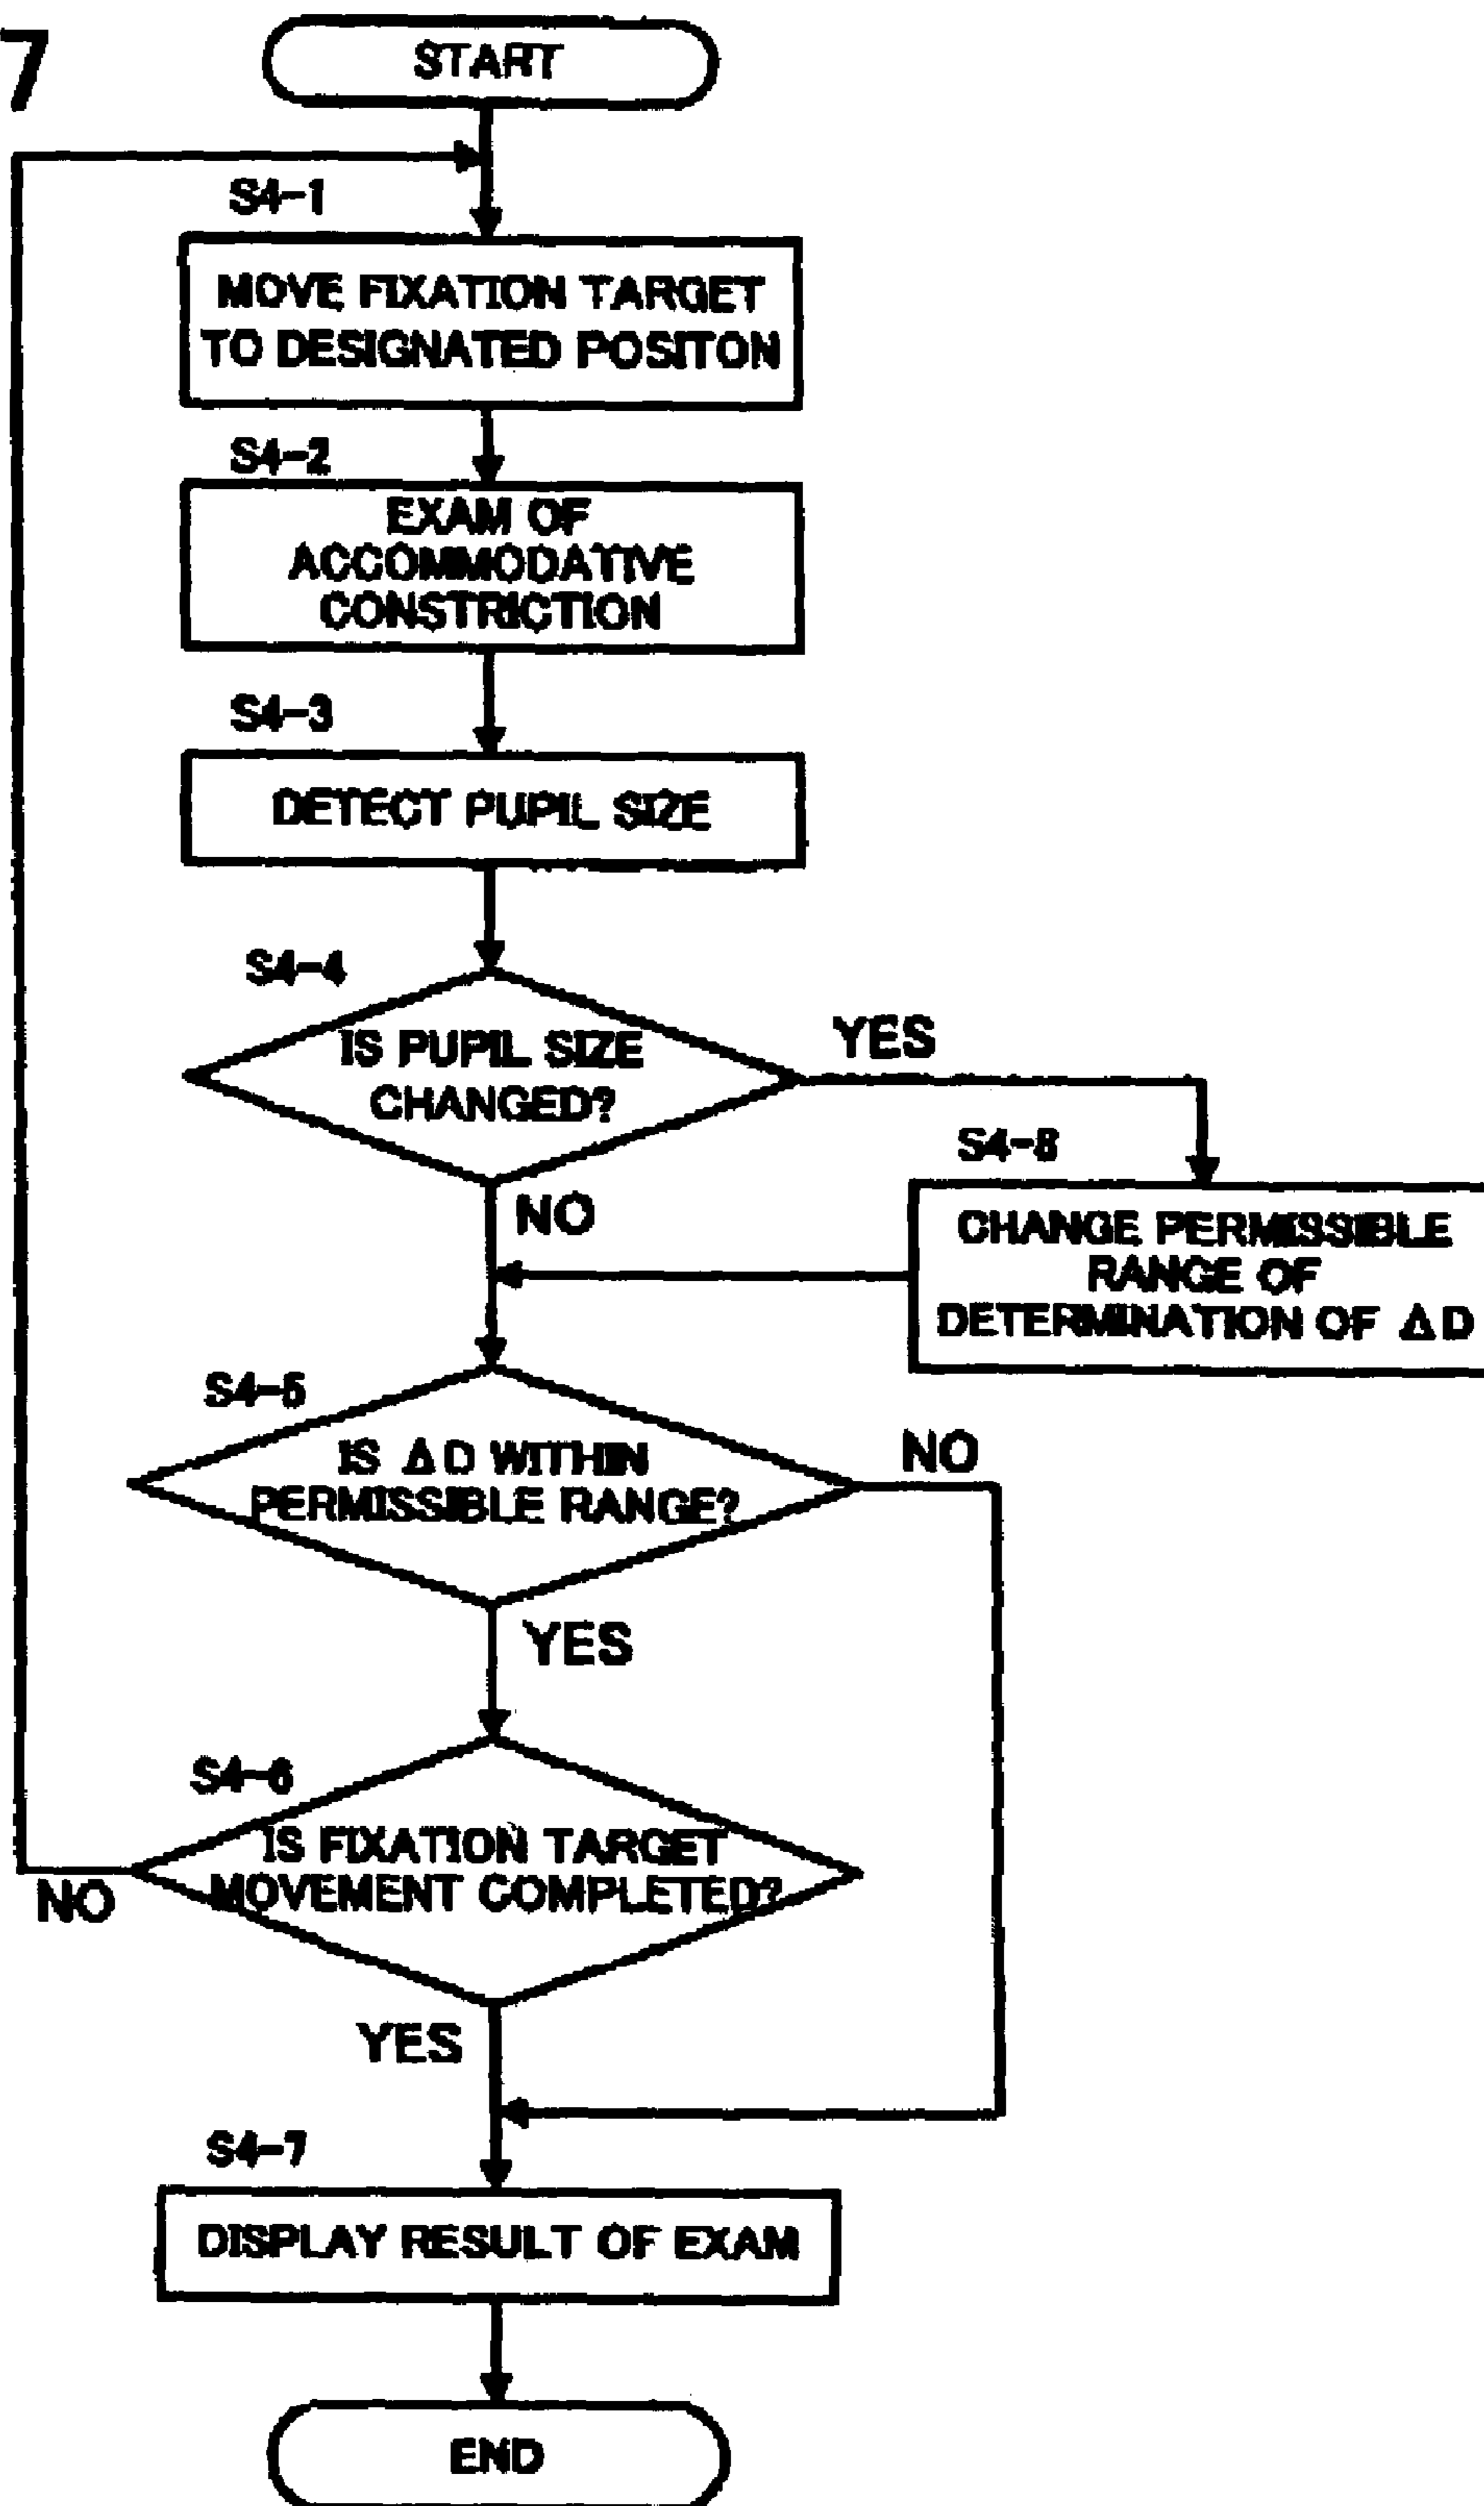 7
START
S4-1
MOVE FIXATION TARGET
TO DESIGNATED POSITON
S4-2
EXAM OF
ACCOMMODATIVE
CONSTRICTION
S4-3
DETECT PUPIL SIZE
S4-4
IS PUPIL SIZE
CHANGED?
YES
S4-8
NO
CHANGE PERMISSIBLE
RANGE OF
DETERMINATION OF ΔD
S4-5
IS ΔD WITHIN
PERMISSIBLE RANGE?
NO
YES
S4-6
IS FIXATION TARGET
MOVEMENT COMPLETED?
NO
YES
S4-7
DISPLAY RESULT OF EXAM
END